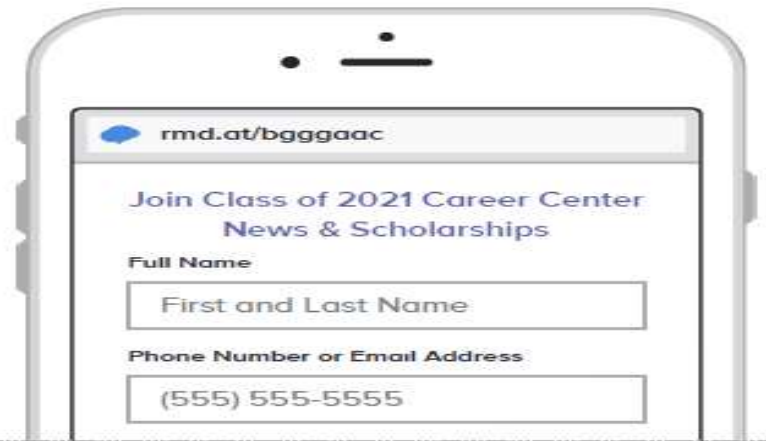 rmd.at/bgggaac
Join Class of 2021 Career Center
News & Scholarships
Full Name
First and Last Name
Phone Number or Email Address
(555) 555-5555